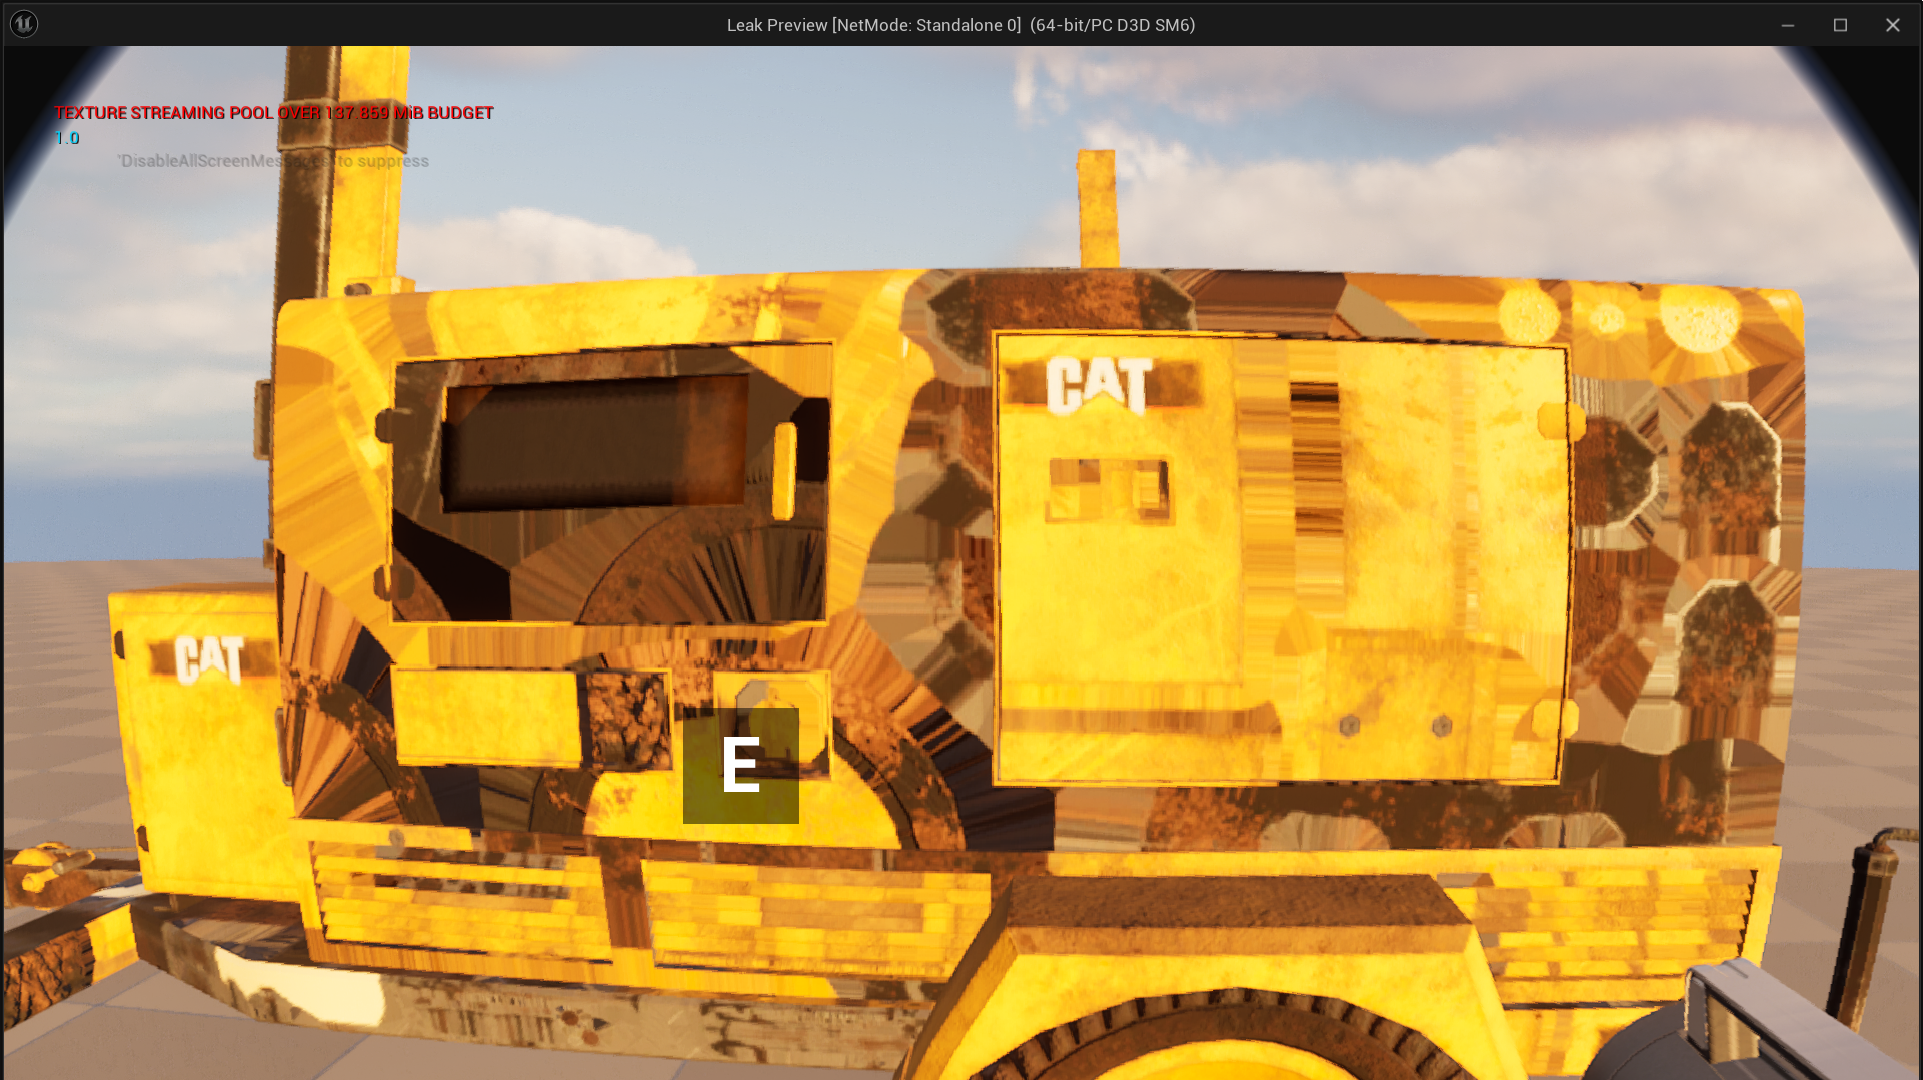 Leak Preview [NetMode: Standalone 0] (64-bit/PC D3D SM6)
TEXTURE STREAMING POOL OVER 137.859 MiB BUDGET
1.0
'DisableAllScreenMessages' to suppress
CAT
CAT
E